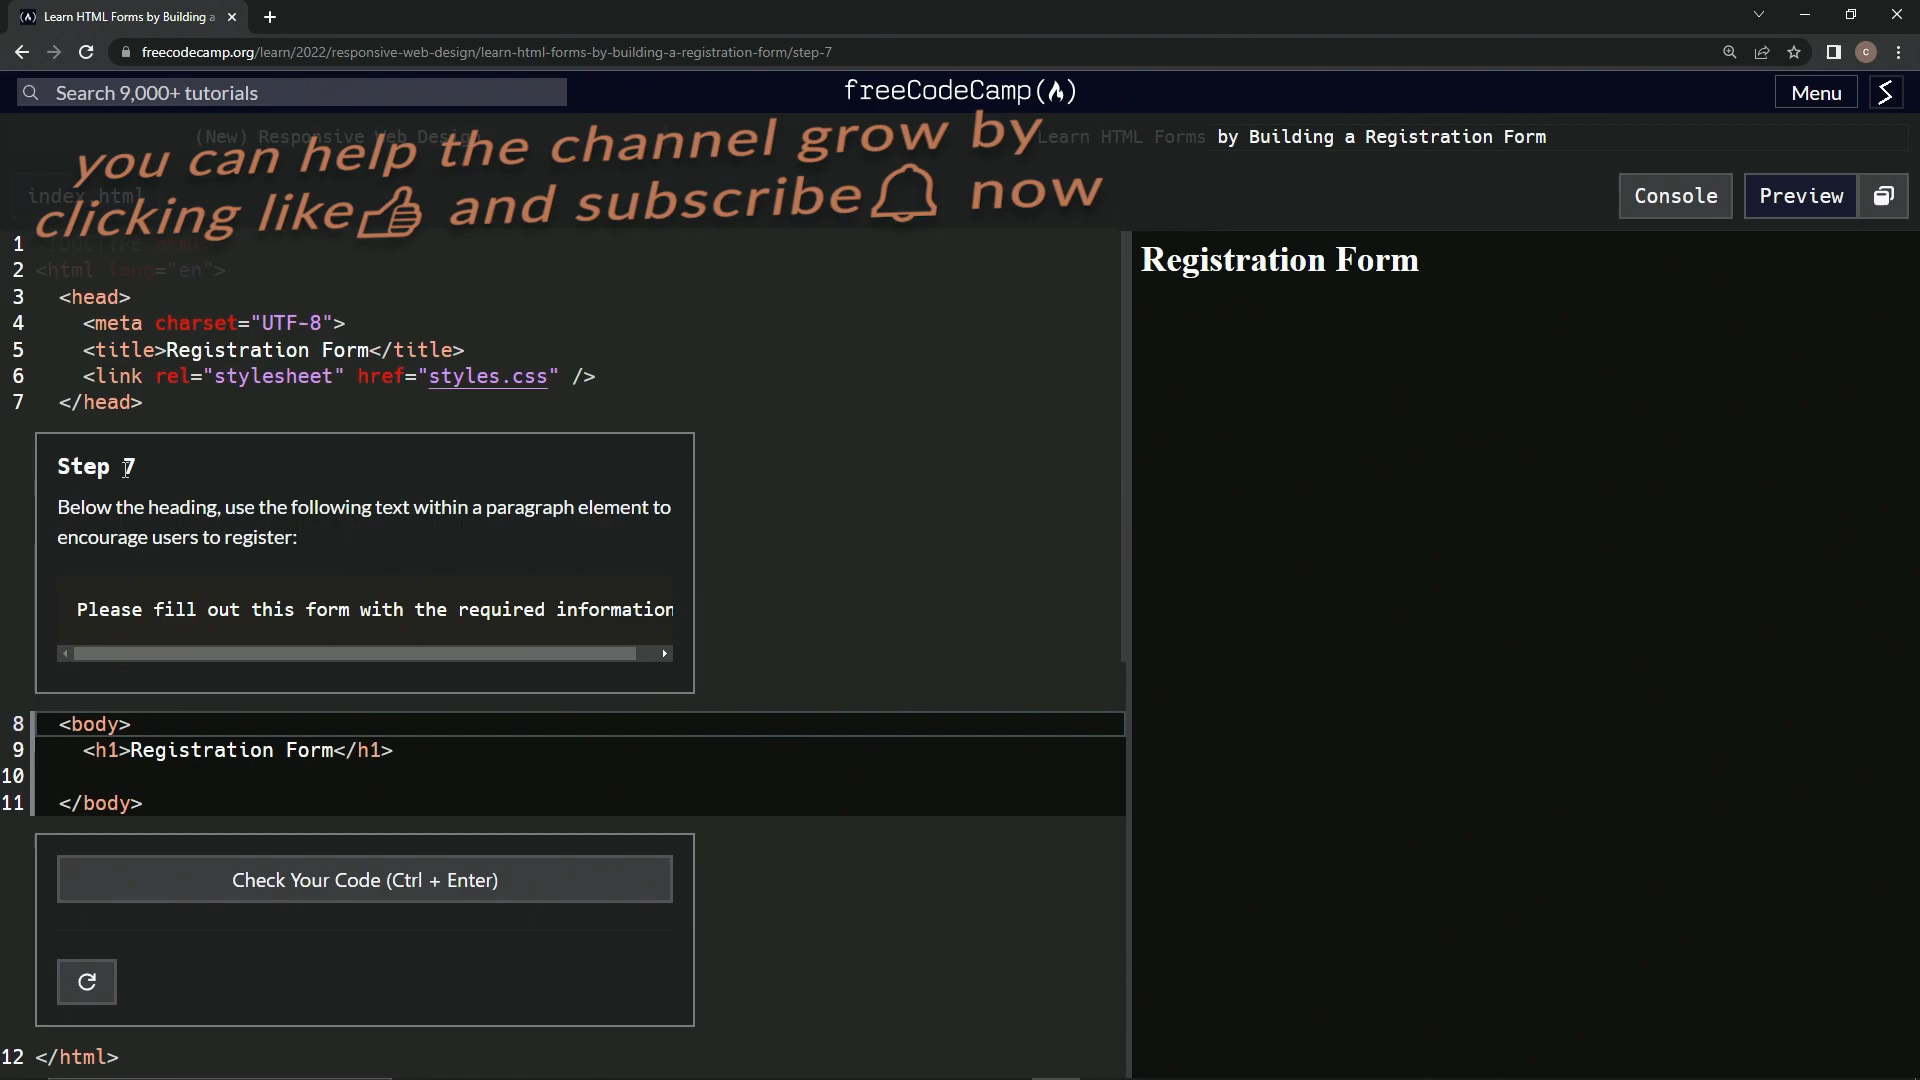 Learn HTML Forms by Building a
freecodecamp.org/learn/2022/responsive-web-design/learn-html-forms-by-building-a-registration-form/step-7
C
Search 9,000+ tutorials
freeCodeCamp
Menu
(New) Responsive Web Design
Learn HTML Forms by Building a Registration Form
you can help the channel grow by
clicking like and subscribe now
index.html
Console
Preview
Registration Form
1 <!DOCTYPE html>
2 <html lang="en">
3 <head>
4 <meta charset="UTF-8">
5 <title>Registration Form</title>
6 <link rel="stylesheet" href="styles.css" />
7 </head>
Step 7
Below the heading, use the following text within a paragraph element to
encourage users to register:
Please fill out this form with the required information
8 <body>
9 <h1>Registration Form</h1>
10
11 </body>
Check Your Code (Ctrl + Enter)
12 </html>